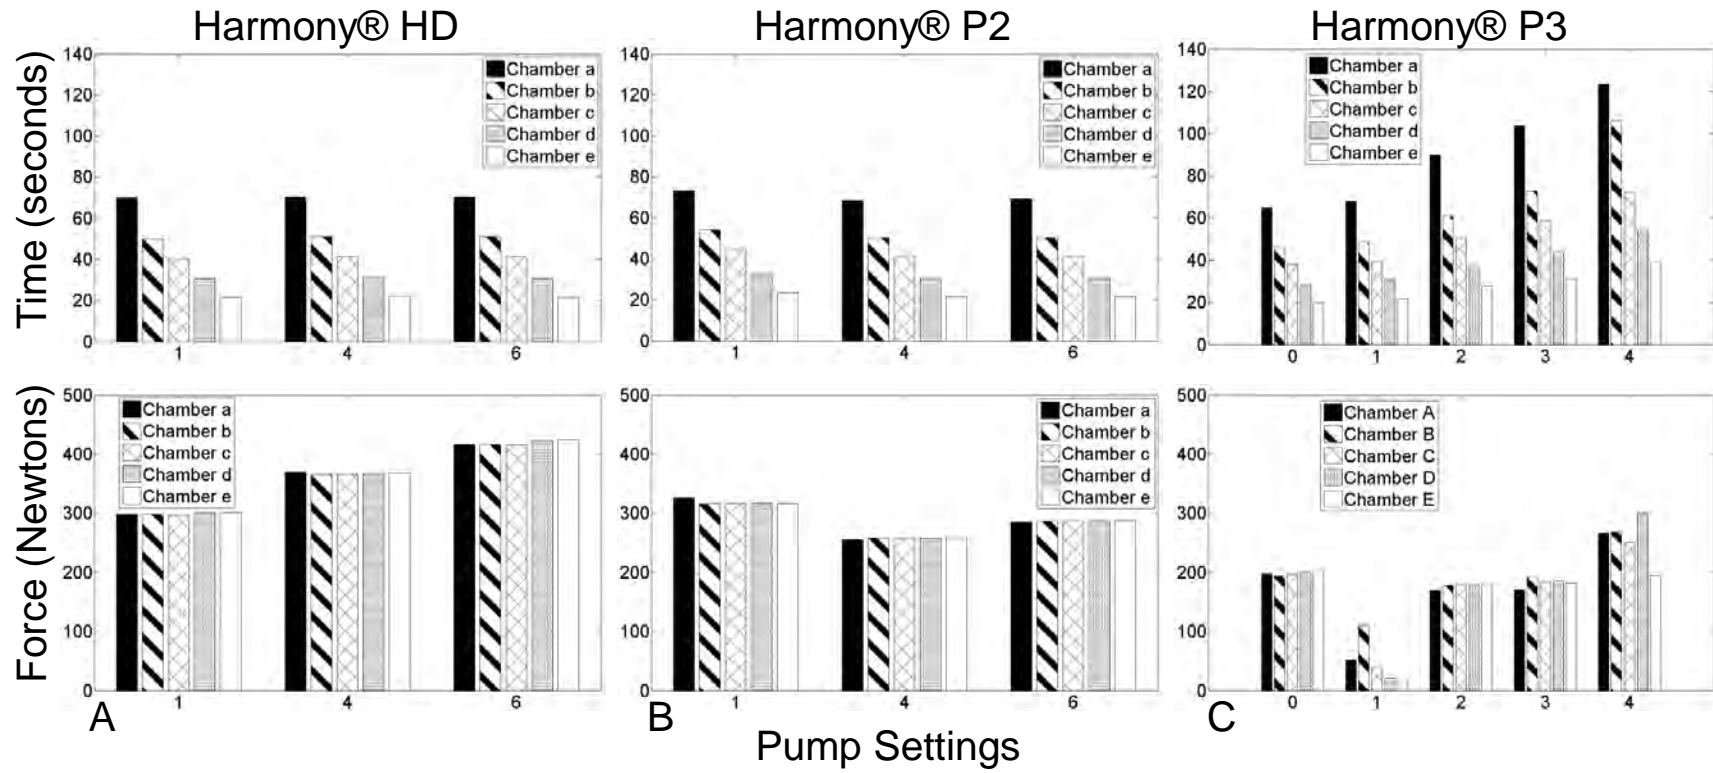 Harmony® HD
Harmony® P2
Harmony® P3
Time (seconds)
140
120
100
80
60
40
20
0
1
4
6
Chamber a
Chamber b
Chamber c
Chamber d
Chamber e
140
120
100
80
60
40
20
0
1
4
6
Chamber a
Chamber b
Chamber c
Chamber d
Chamber e
140
120
100
80
60
40
20
0
0
1
2
3
4
Chamber a
Chamber b
Chamber c
Chamber d
Chamber e
Force (Newtons)
500
400
300
200
100
0
1
4
6
Chamber a
Chamber b
Chamber c
Chamber d
Chamber e
A
500
400
300
200
100
0
1
4
6
Chamber a
Chamber b
Chamber c
Chamber d
Chamber e
B
500
400
300
200
100
0
0
1
2
3
4
Chamber A
Chamber B
Chamber C
Chamber D
Chamber E
C
Pump Settings